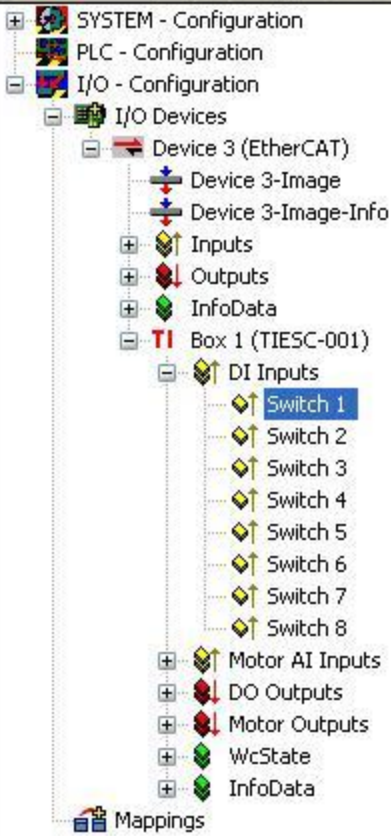 SYSTEM - Configuration
PLC - Configuration
I/O - Configuration
I/O Devices
Device 3 (EtherCAT)
Device 3-Image
Device 3-Image-Info
Inputs
Outputs
InfoData
TI Box 1 (TIESC-001)
DI Inputs
Switch 1
Switch 2
Switch 3
Switch 4
Switch 5
Switch 6
Switch 7
Switch 8
Motor AI Inputs
DO Outputs
Motor Outputs
WcState
InfoData
Mappings